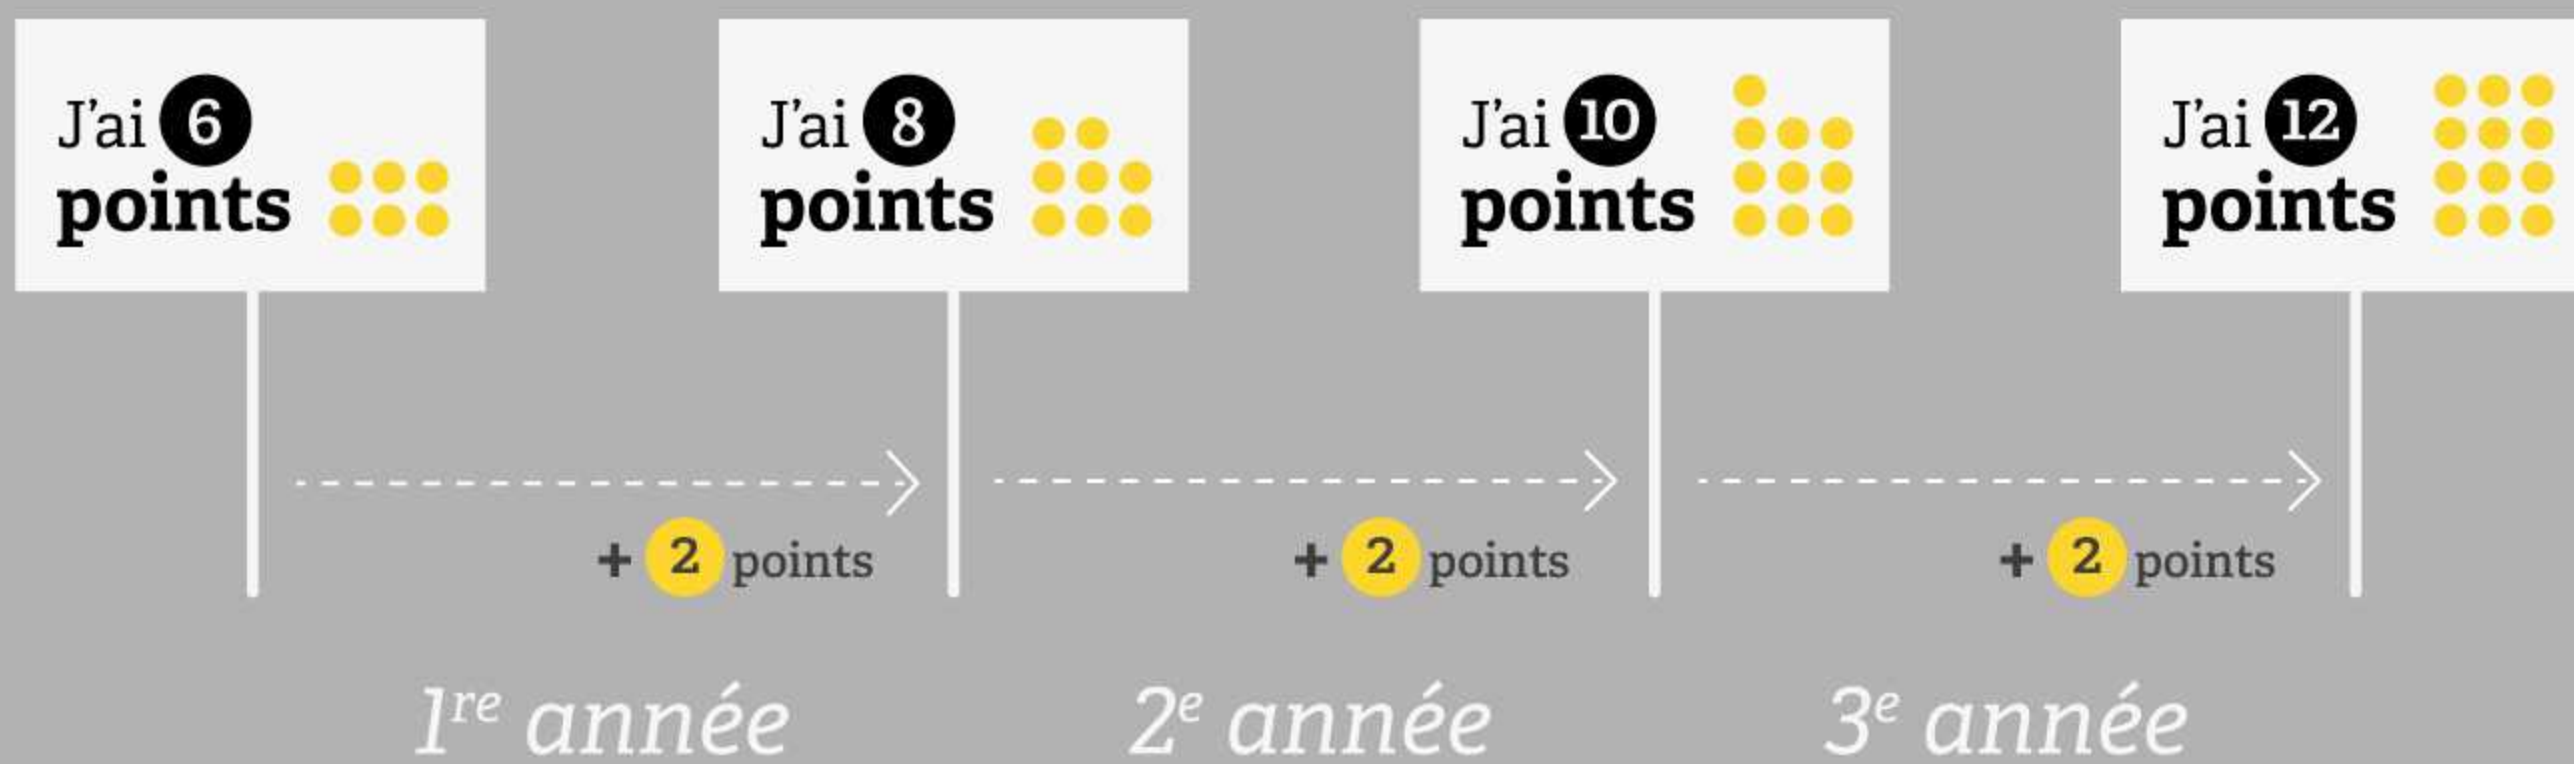 J'ai 6
points
J'ai 8
points
J'ai 10
points
J'ai 12
points
+ 2 points
+ 2 points
+ 2 points
1re année
2e année
3e année